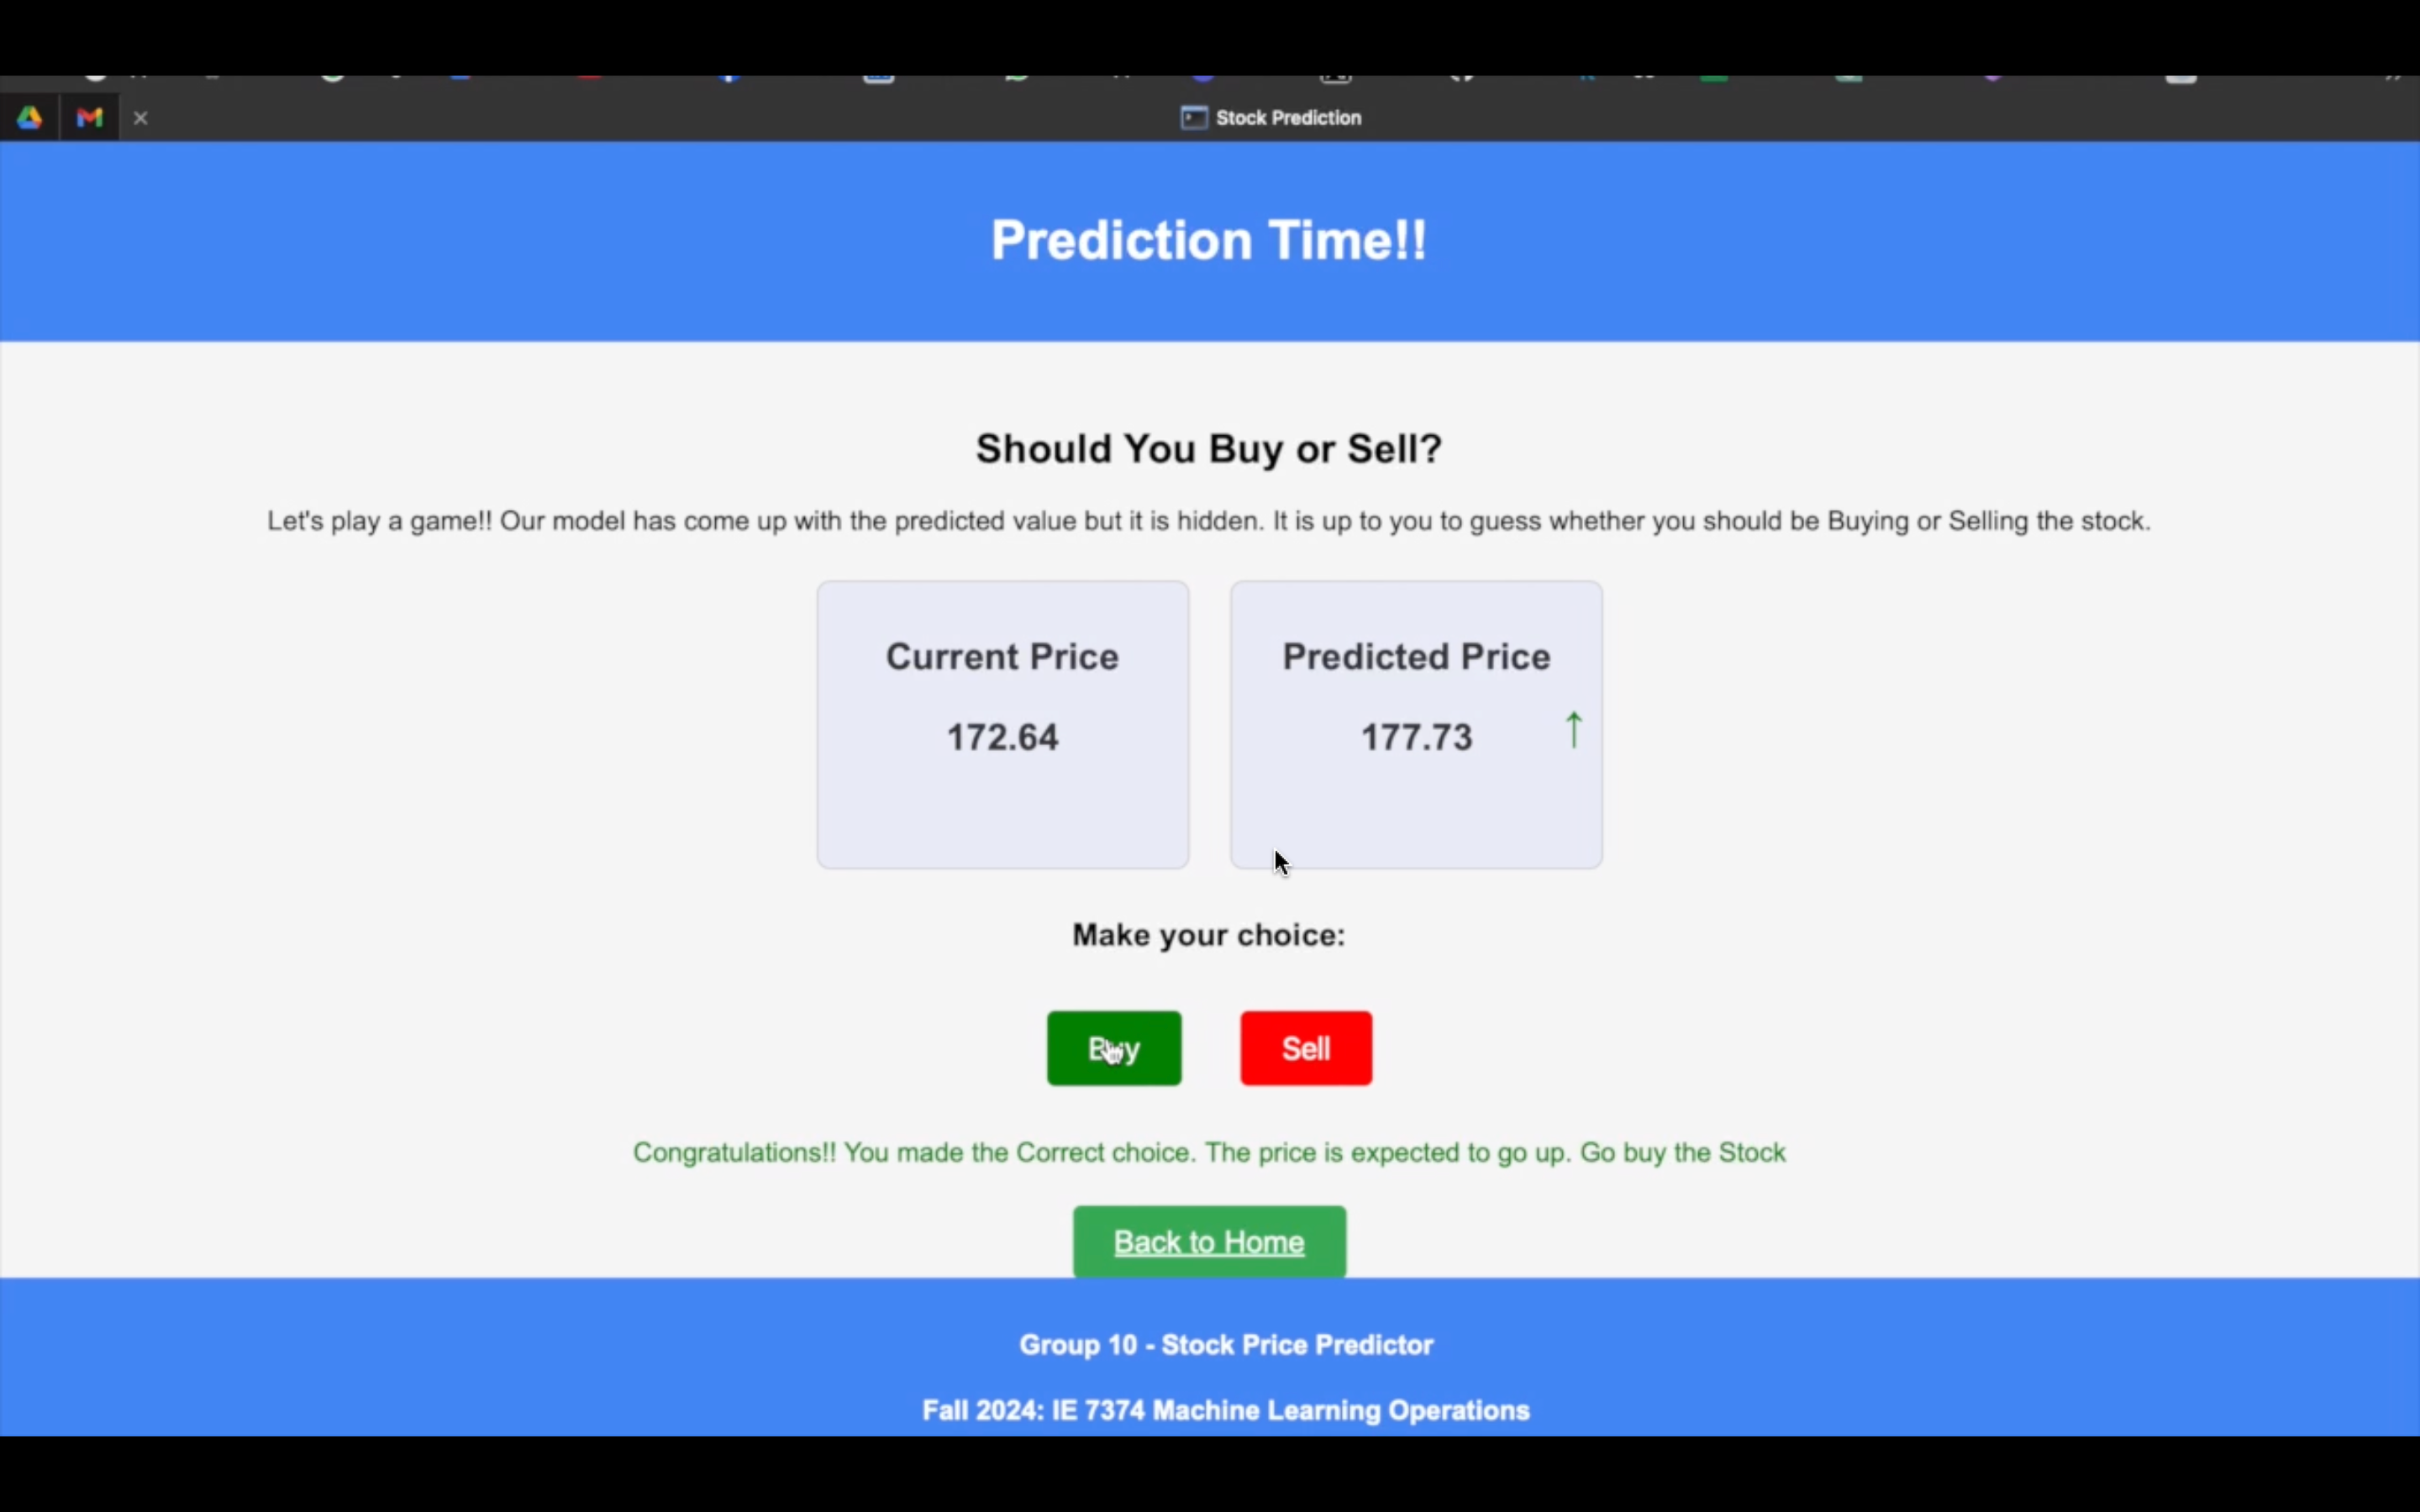 Stock Prediction
Prediction Time!!
Should You Buy or Sell?
Let's play a game!! Our model has come up with the predicted value but it is hidden. It is up to you to guess whether you should be Buying or Selling the stock.
Current Price
172.64
Predicted Price
177.73 ↑
Make your choice:
Buy
Sell
Congratulations!! You made the Correct choice. The price is expected to go up. Go buy the Stock
Back to Home
Group 10 - Stock Price Predictor
Fall 2024: IE 7374 Machine Learning Operations